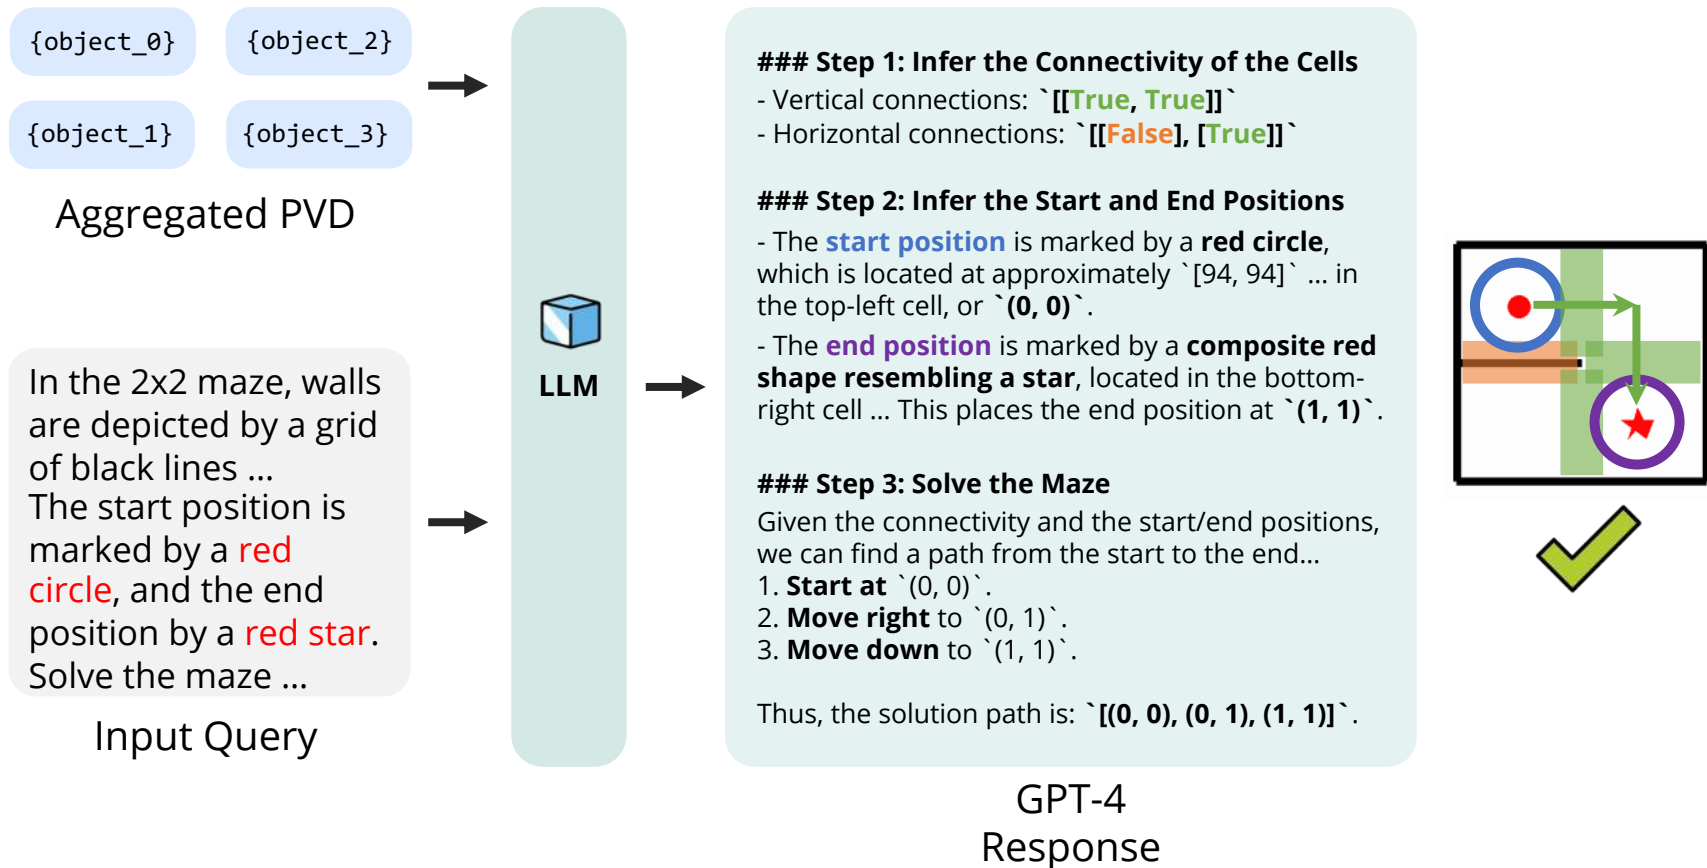 {object_0}
{object_2}
{object_1}
{object_3}
Aggregated PVD
In the 2x2 maze, walls
are depicted by a grid
of black lines ...
The start position is
marked by a red
circle, and the end
position by a red star.
Solve the maze ...
Input Query
LLM
### Step 1: Infer the Connectivity of the Cells
- Vertical connections: `[[True, True]]`
- Horizontal connections: `[[False], [True]]`
### Step 2: Infer the Start and End Positions
- The start position is marked by a red circle,
which is located at approximately `[94, 94]` ... in
the top-left cell, or `(0, 0)`.
- The end position is marked by a composite red
shape resembling a star, located in the bottom-
right cell ... This places the end position at `(1, 1)`.
### Step 3: Solve the Maze
Given the connectivity and the start/end positions,
we can find a path from the start to the end...
1. Start at `(0, 0)`.
2. Move right to `(0, 1)`.
3. Move down to `(1, 1)`.
Thus, the solution path is: `[(0, 0), (0, 1), (1, 1)]`.
GPT-4
Response